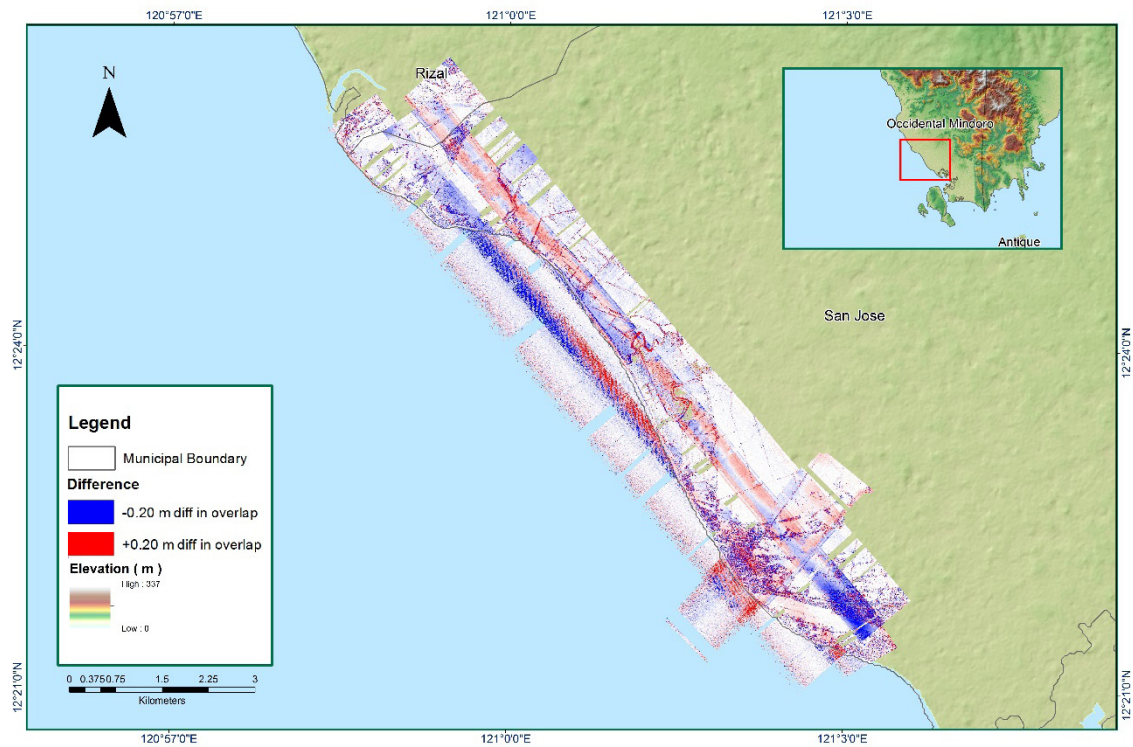 120°57'0"E
121°0'0"E
121°3'0"E
N
Rizal
Occidental Mindoro
Antique
San Jose
12°24'0"N
12°24'0"N
Legend
Municipal Boundary
Difference
-0.20 m diff in overlap
+0.20 m diff in overlap
Elevation ( m )
High : 337
Low : 0
0 0.375 0.75 1.5 2.25 3
Kilometers
12°21'0"N
12°21'0"N
120°57'0"E
121°0'0"E
121°3'0"E